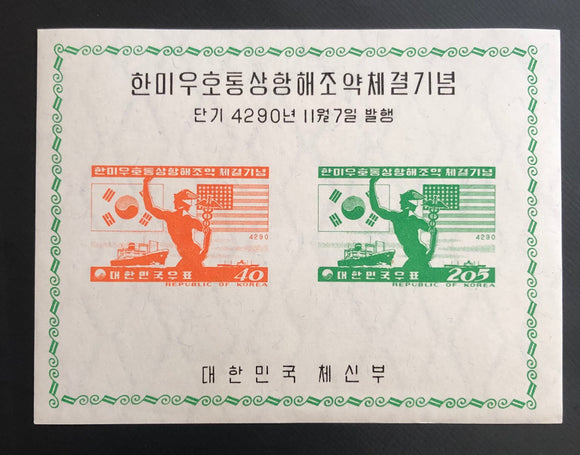 한미우호통상항해조약체결기념
단기 4290년 11월7일 발행
한미우호통상항해조약 체결기념
4290
대한민국우표 40
REPUBLIC OF KOREA
한미우호통상항해조약 체결기념
4290
대한민국우표 205
REPUBLIC OF KOREA
대한민국 체신부